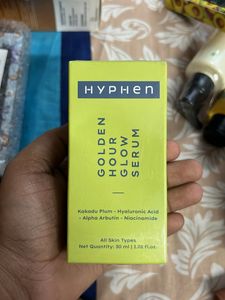 HYPHEN
GOLDEN
HOUR
GLOW
SERUM
Kakadu Plum - Hyaluronic Acid
- Alpha Arbutin - Niacinamide
All Skin Types
Net Quantity: 30 ml | 1.01 fl.oz.